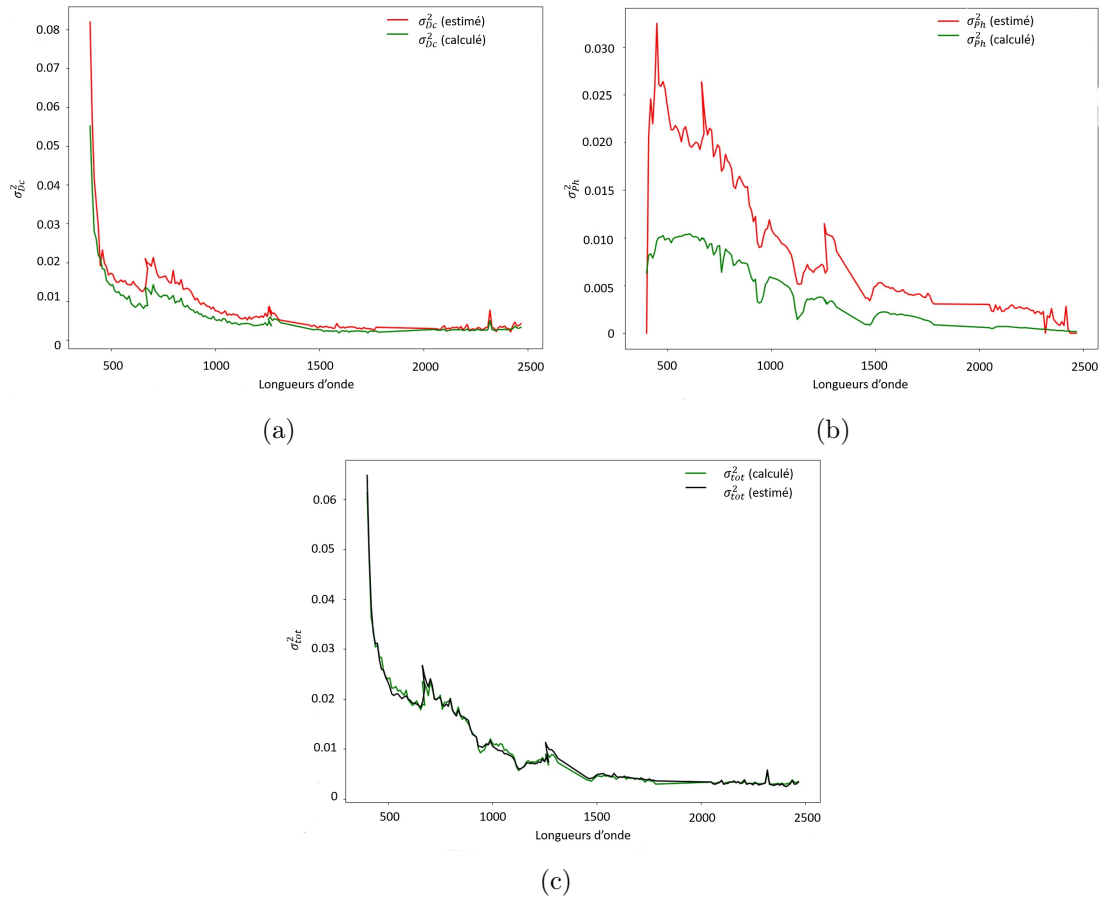 σ²Dc (estimé)
σ²Dc (calculé)
0.08
0.07
0.06
0.05
0.04
0.03
0.02
0.01
0
σ²Dc
500
1000
1500
2000
2500
Longueurs d’onde
(a)
σ²Ph (estimé)
σ²Ph (calculé)
0.030
0.025
0.020
0.015
0.010
0.005
0
σ²Ph
500
1000
1500
2000
2500
Longueurs d’onde
(b)
σ²tot (calculé)
σ²tot (estimé)
0.06
0.05
0.04
0.03
0.02
0.01
0
σ²tot
500
1000
1500
2000
2500
Longueurs d’onde
(c)